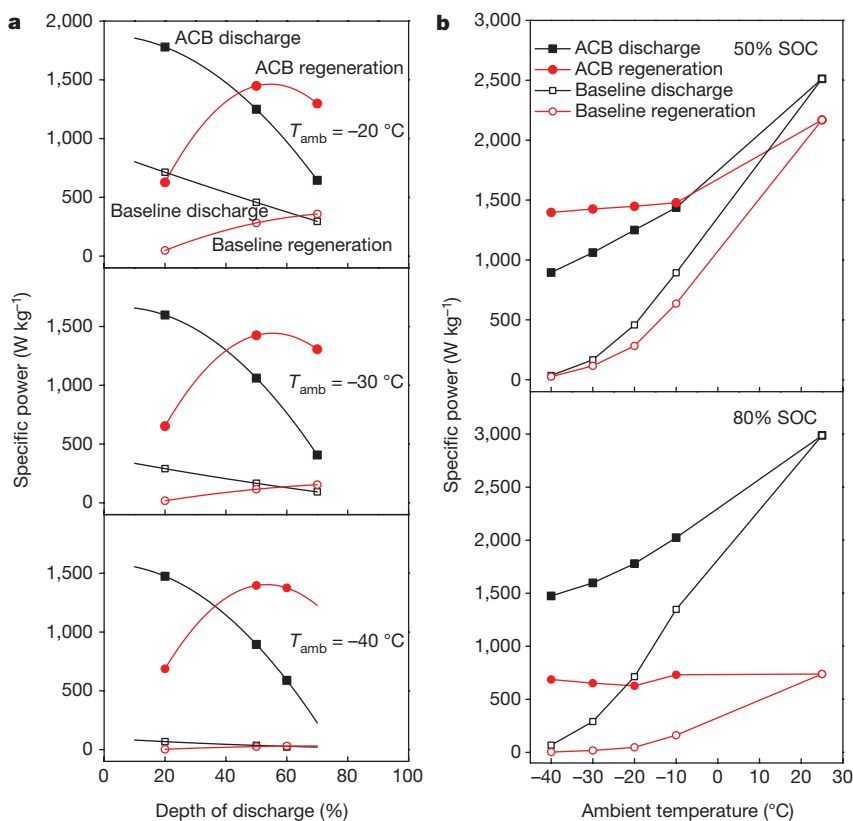 a
2,000
1,500
1,000
500
0
ACB discharge
ACB regeneration
Tamb = –20 °C
Baseline discharge
Baseline regeneration
1,500
1,000
500
0
Tamb = –30 °C
1,500
1,000
500
0
Tamb = –40 °C
0 20 40 60 80 100
Depth of discharge (%)
Specific power (W kg⁻¹)
b
3,000
2,500
2,000
1,500
1,000
500
0
ACB discharge
ACB regeneration
Baseline discharge
Baseline regeneration
50% SOC
3,000
2,500
2,000
1,500
1,000
500
0
80% SOC
–40 –30 –20 –10 0 10 20 30
Ambient temperature (°C)
Specific power (W kg⁻¹)